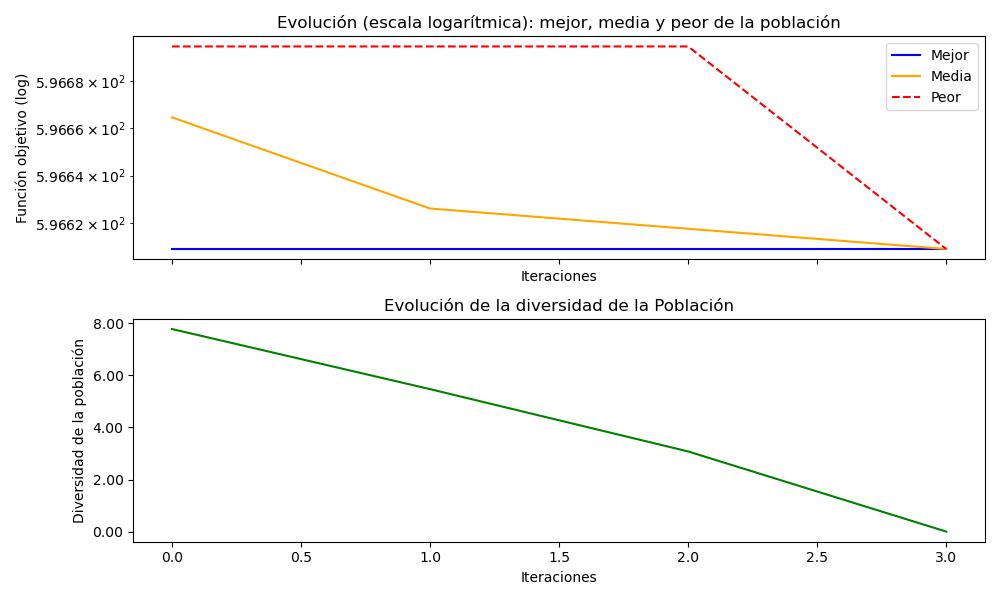 Evolución (escala logarítmica): mejor, media y peor de la población
Función objetivo (log)
5.9668 × 10²
5.9666 × 10²
5.9664 × 10²
5.9662 × 10²
Mejor
Media
Peor
Iteraciones
Evolución de la diversidad de la Población
Diversidad de la población
8.00
6.00
4.00
2.00
0.00
0.0 0.5 1.0 1.5 2.0 2.5 3.0
Iteraciones